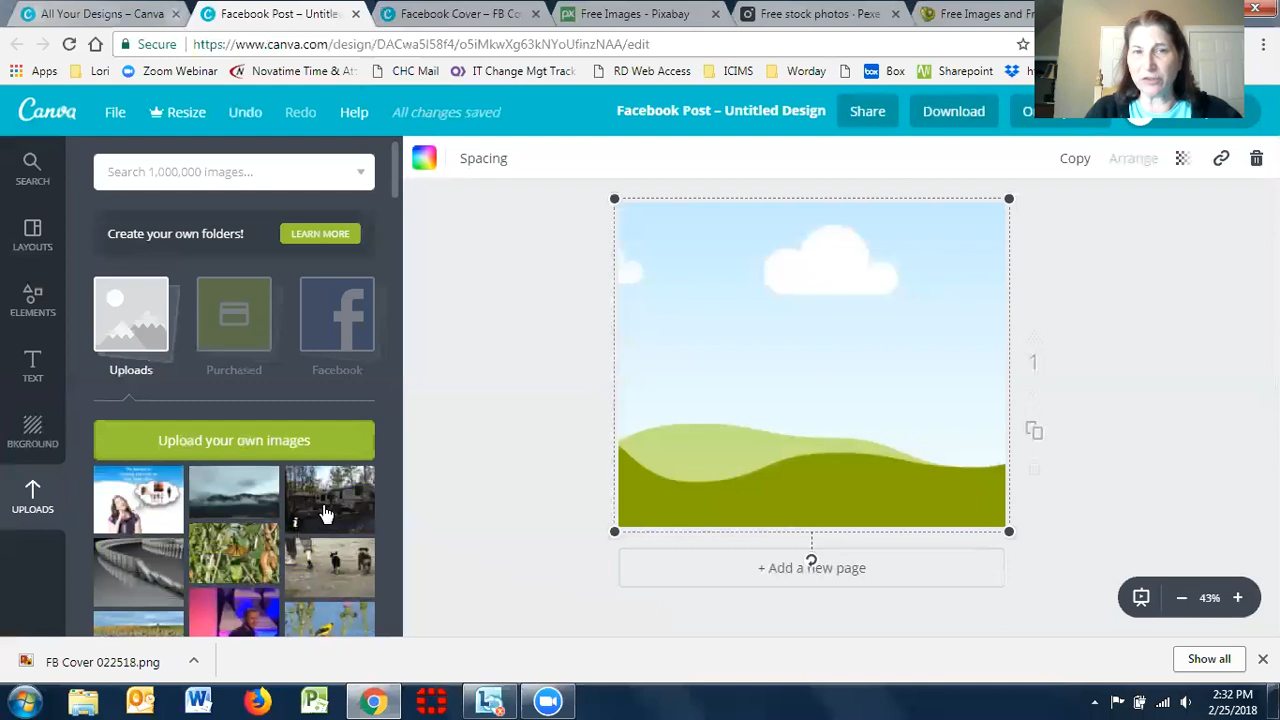 All Your Designs – Canva
Facebook Post – Untitle
Facebook Cover – FB C
Free Images - Pixabay
Free stock photos - Pexe
Free Images and Fr
Secure
https://www.canva.com/design/DACwa5I58f4/o5iMkwXg63kNYoUfinzNAA/edit
Apps
Lori
Zoom Webinar
Novatime Time & Att
CHC Mail
IT Change Mgt Track
RD Web Access
ICIMS
Worday
Box
Sharepoint
Canva
File
Resize
Undo
Redo
Help
All changes saved
Facebook Post – Untitled Design
Share
Download
SEARCH
Search 1,000,000 images...
Spacing
Copy
Arrange
LAYOUTS
Create your own folders!
LEARN MORE
ELEMENTS
Uploads
Purchased
Facebook
1
TEXT
BKGROUND
Upload your own images
UPLOADS
+ Add a new page
43%
FB Cover 022518.png
Show all
2:32 PM
2/25/2018